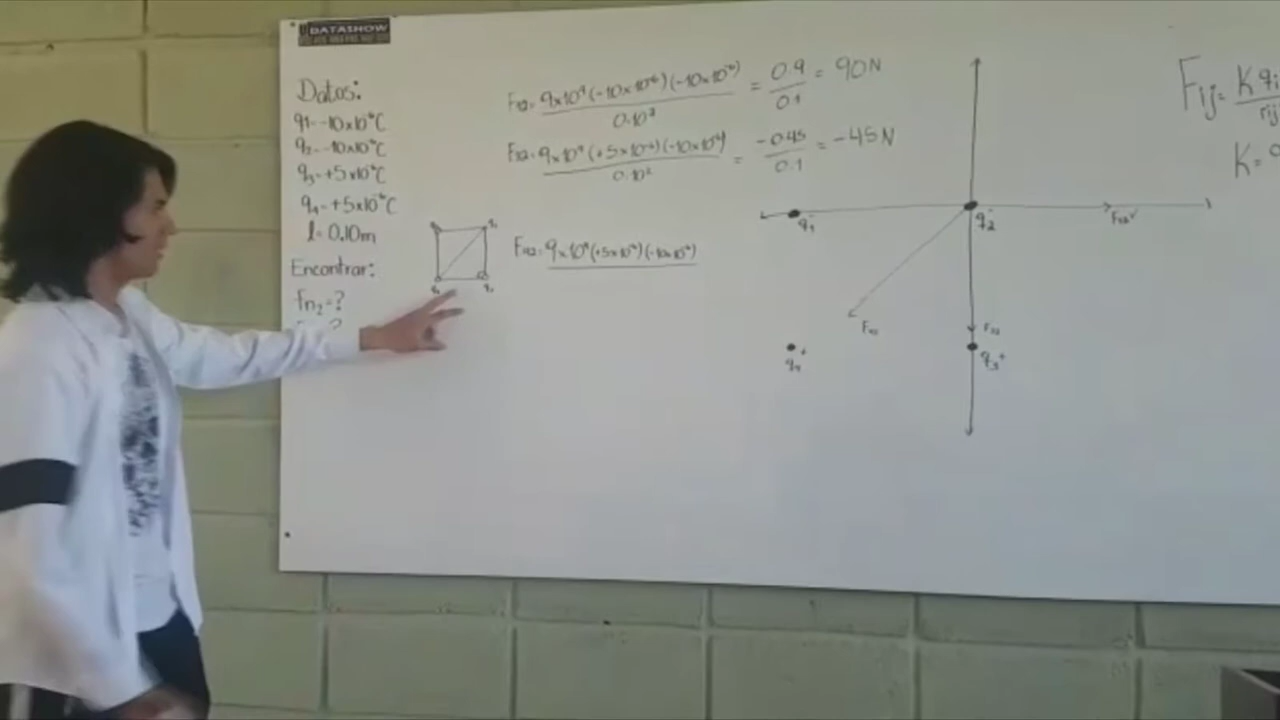 DATASHOW
Datos:
q1=-10x10⁻⁶C
q2=-10x10⁻⁶C
q3=+5x10⁻⁶C
q4=+5x10⁻⁶C
l=0.10m
Encontrar:
Fn₂=?
?
F12=9x10⁹(-10x10⁻⁶)(-10x10⁻⁶)
0.10²
= 0.9
0.1
= 90N
F32=9x10⁹(+5x10⁻⁶)(-10x10⁻⁶)
0.10²
= -0.45
0.1
= -45N
F42=9x10⁹(+5x10⁻⁶)(-10x10⁻⁶)
q₁⁻
q₂⁻
F12
F42
F32
q₄⁺
q₃⁺
Fij= K qi
rij
K=9